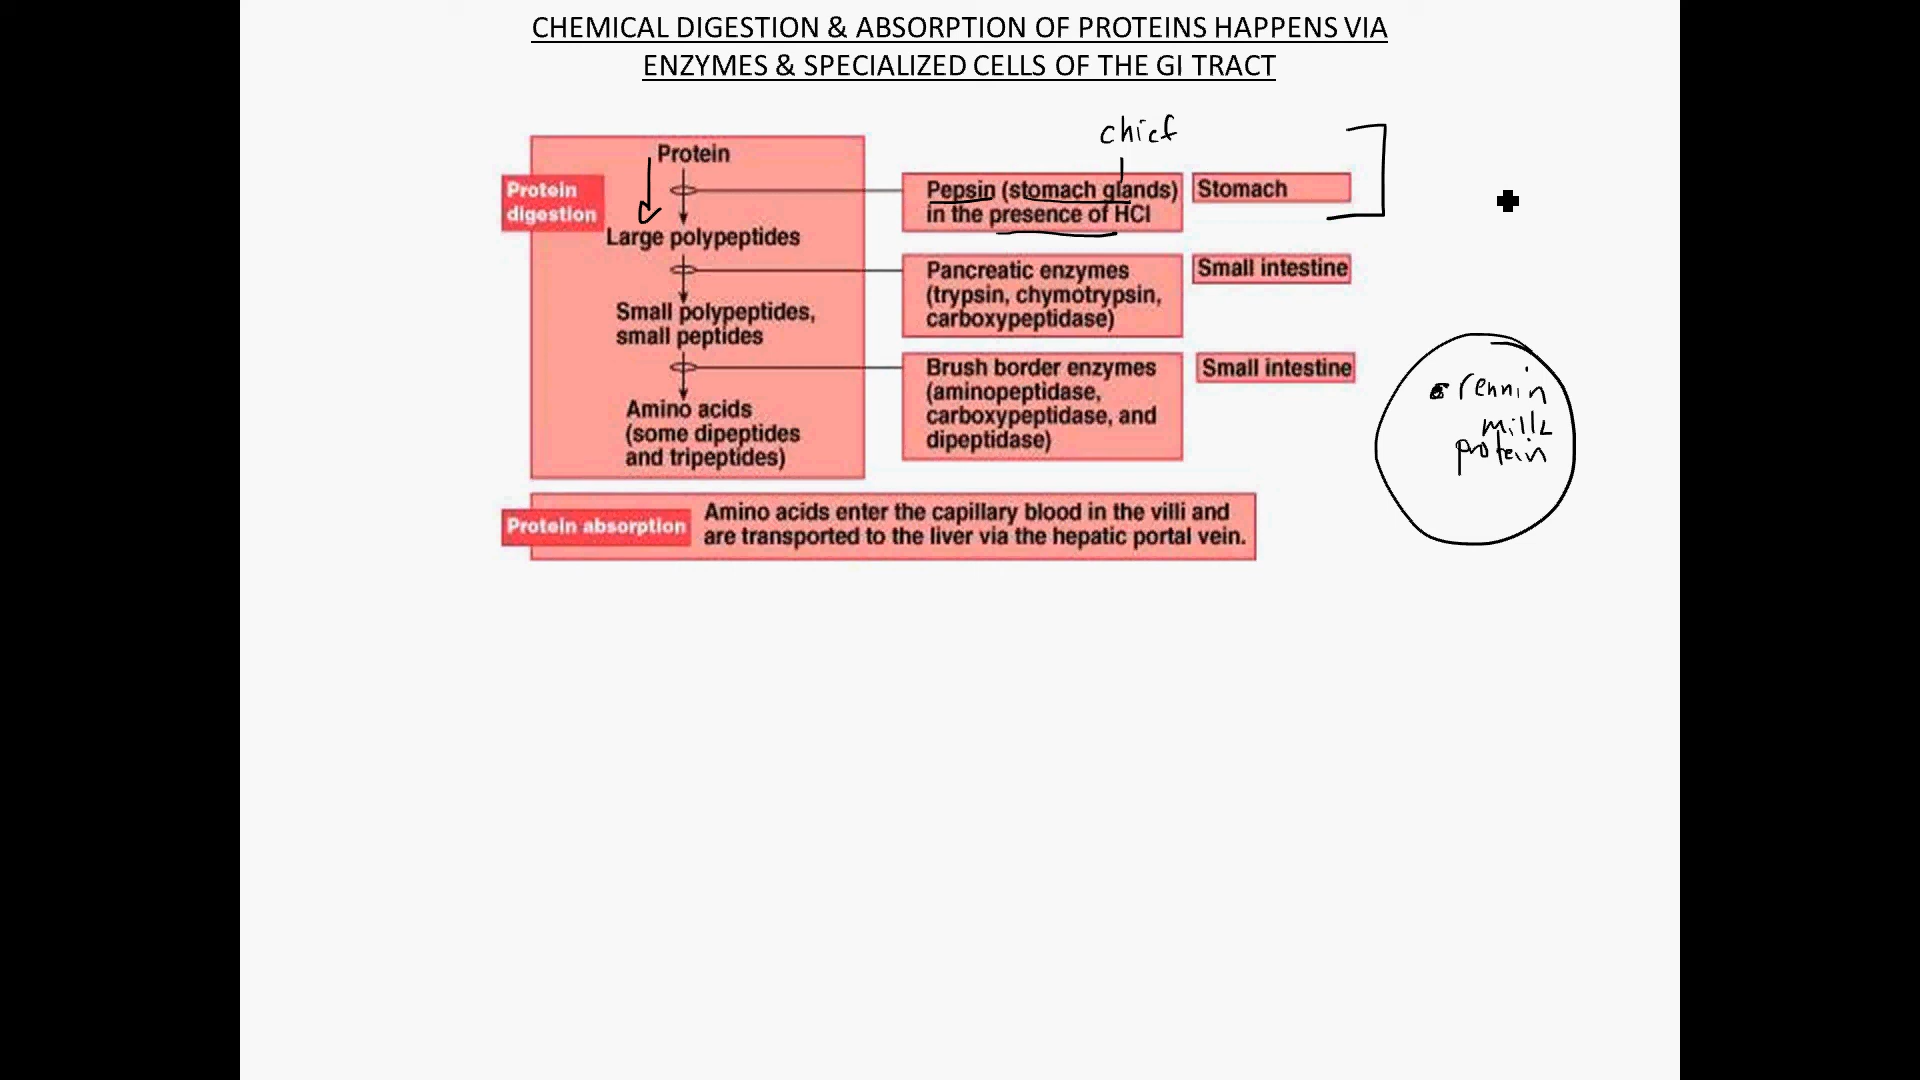 CHEMICAL DIGESTION & ABSORPTION OF PROTEINS HAPPENS VIA
ENZYMES & SPECIALIZED CELLS OF THE GI TRACT
chief
Protein
digestion
Protein
Large polypeptides
Small polypeptides,
small peptides
Amino acids
(some dipeptides
and tripeptides)
Pepsin (stomach glands)
in the presence of HCl
Stomach
Pancreatic enzymes
(trypsin, chymotrypsin,
carboxypeptidase)
Small intestine
Brush border enzymes
(aminopeptidase,
carboxypeptidase, and
dipeptidase)
Small intestine
rennin
milk
protein
Protein absorption
Amino acids enter the capillary blood in the villi and
are transported to the liver via the hepatic portal vein.